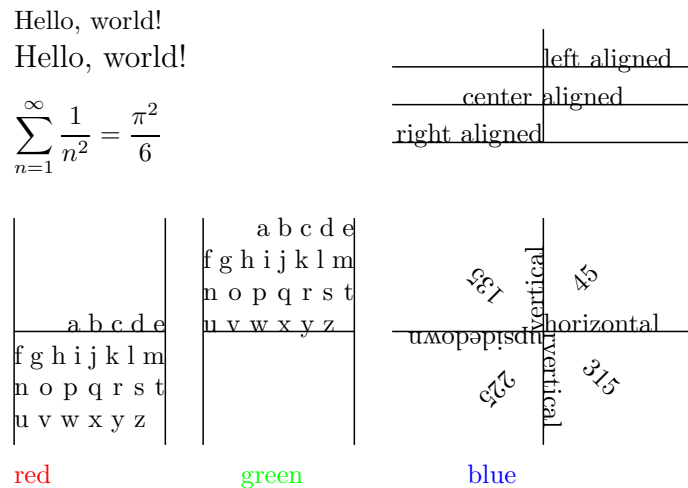 Hello, world!
Hello, world!
∞
∑ 1/n² = π²/6
n=1
left aligned
center aligned
right aligned
a b c d e
f g h i j k l m
n o p q r s t
u v w x y z
a b c d e
f g h i j k l m
n o p q r s t
u v w x y z
135
vertical
45
horizontal
upsidedown
225
rvertical
315
red
green
blue